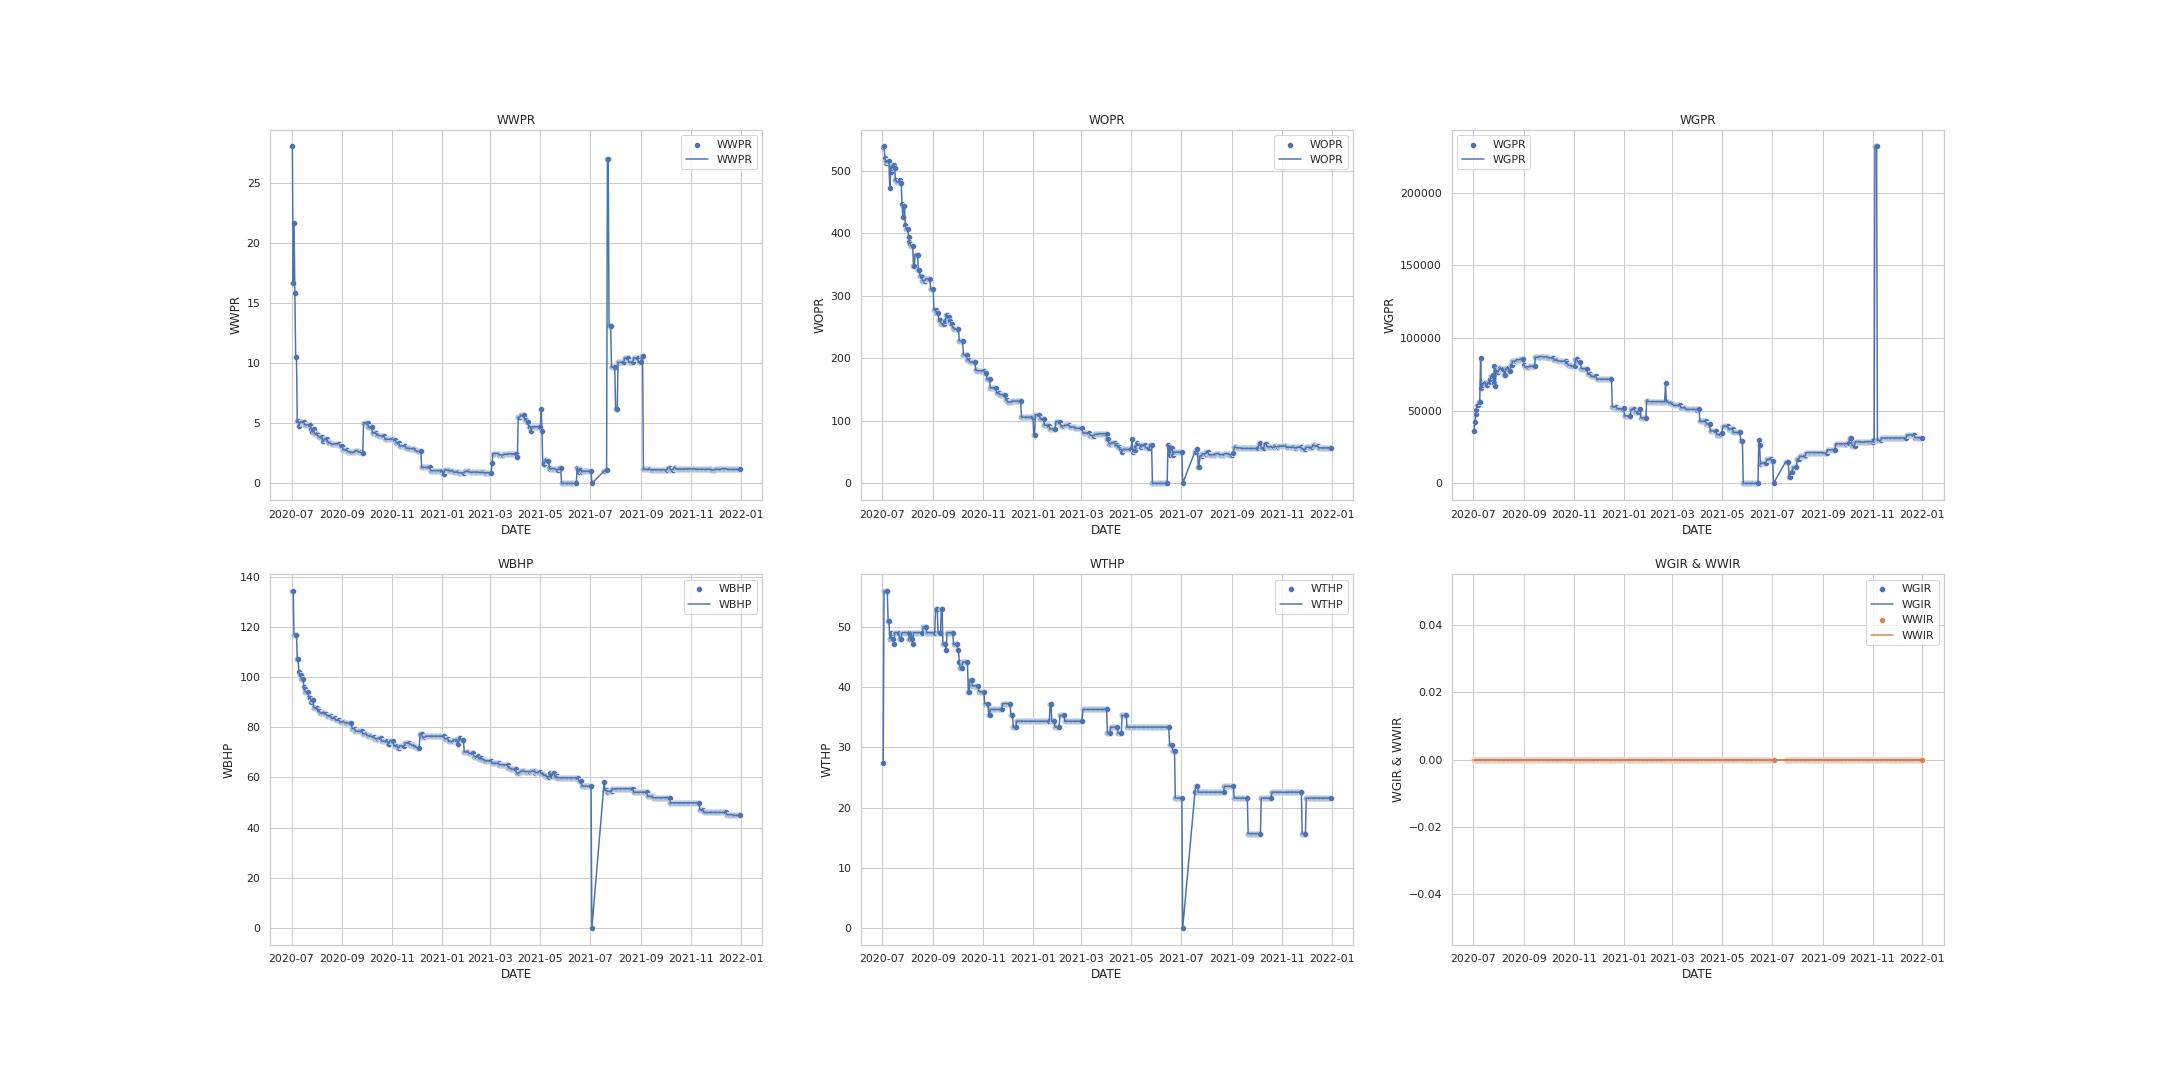 WWPR
WWPR
WWPR
25
20
15
10
5
0
WWPR
2020-07 2020-09 2020-11 2021-01 2021-03 2021-05 2021-07 2021-09 2021-11 2022-01
DATE
WOPR
WOPR
WOPR
500
400
300
200
100
0
WOPR
2020-07 2020-09 2020-11 2021-01 2021-03 2021-05 2021-07 2021-09 2021-11 2022-01
DATE
WGPR
WGPR
WGPR
200000
150000
100000
50000
0
WGPR
2020-07 2020-09 2020-11 2021-01 2021-03 2021-05 2021-07 2021-09 2021-11 2022-01
DATE
WBHP
WBHP
WBHP
140
120
100
80
60
40
20
0
WBHP
2020-07 2020-09 2020-11 2021-01 2021-03 2021-05 2021-07 2021-09 2021-11 2022-01
DATE
WTHP
WTHP
WTHP
50
40
30
20
10
0
WTHP
2020-07 2020-09 2020-11 2021-01 2021-03 2021-05 2021-07 2021-09 2021-11 2022-01
DATE
WGIR & WWIR
WGIR
WGIR
WWIR
WWIR
0.04
0.02
0.00
−0.02
−0.04
WGIR & WWIR
2020-07 2020-09 2020-11 2021-01 2021-03 2021-05 2021-07 2021-09 2021-11 2022-01
DATE